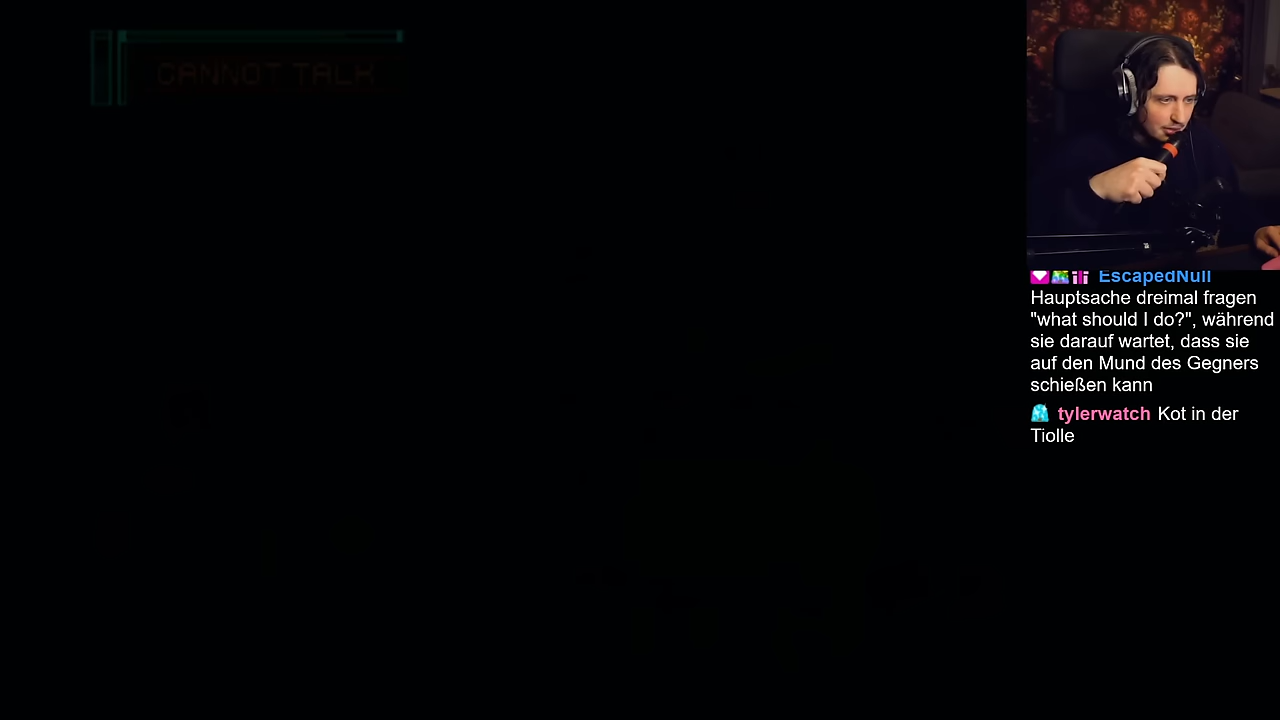 CANNOT TALK
EscapedNull
Hauptsache dreimal fragen
"what should I do?", während
sie darauf wartet, dass sie
auf den Mund des Gegners
schießen kann
tylerwatch Kot in der
Tiolle